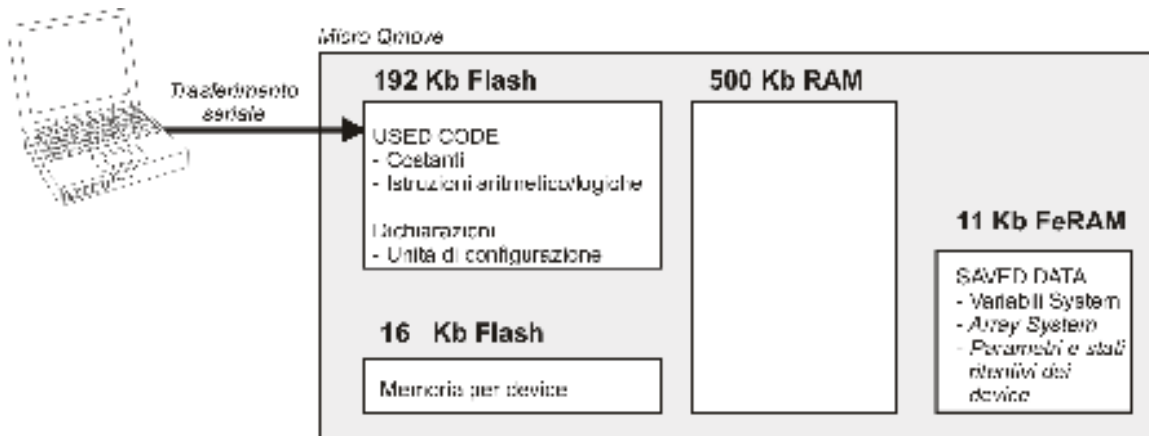 Micro Qmove
Trasferimento
seriale
192 Kb Flash
USED CODE
- Costanti
- Istruzioni aritmetico/logiche
Dichiarazioni
- Unità di configurazione
16 Kb Flash
Memoria per device
500 Kb RAM
11 Kb FeRAM
SAVED DATA
- Variabili System
- Array System
- Parametri e stati
ritentivi dei
device